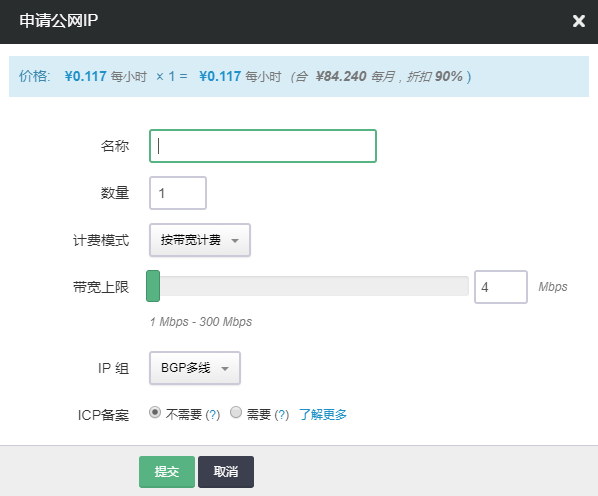 申请公网IP
价格: ¥0.117 每小时 × 1 = ¥0.117 每小时 (合 ¥84.240 每月，折扣 90% )
名称
数量 1
计费模式 按带宽计费
带宽上限 4 Mbps
1 Mbps - 300 Mbps
IP 组 BGP多线
ICP备案 不需要 (?) 需要 (?) 了解更多
提交 取消